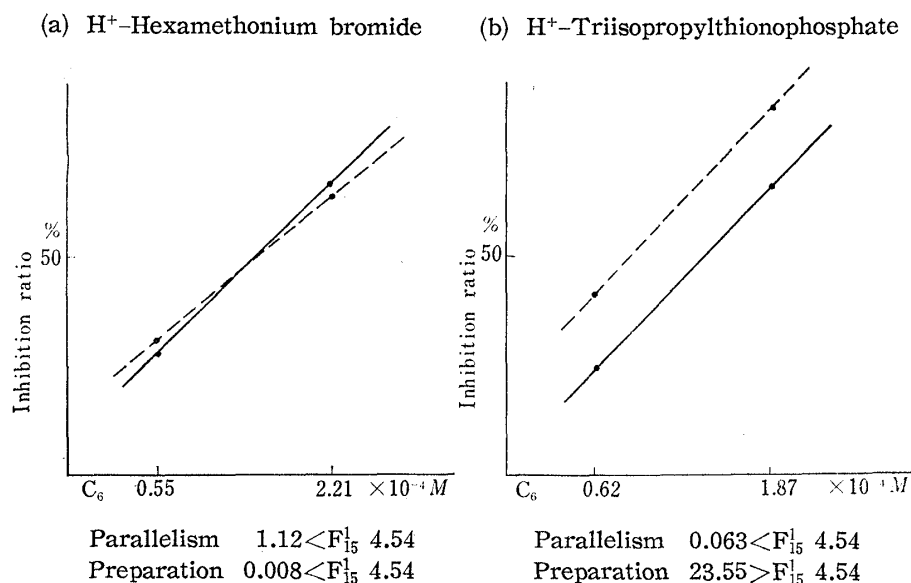 (a) H⁺–Hexamethonium bromide
(b) H⁺–Triisopropylthionophosphate
%
50
Inhibition ratio
C₆ 0.55 2.21 ×10⁻⁴ M
Parallelism 1.12<F¹₁₅ 4.54
Preparation 0.008<F¹₁₅ 4.54
%
50
Inhibition ratio
C₆ 0.62 1.87 ×10⁻⁴ M
Parallelism 0.063<F¹₁₅ 4.54
Preparation 23.55>F¹₁₅ 4.54